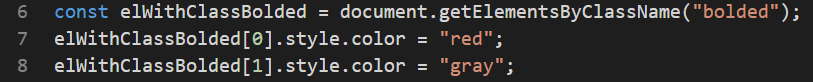 6 const elWithClassBolded = document.getElementsByClassName("bolded");
7 elWithClassBolded[0].style.color = "red";
8 elWithClassBolded[1].style.color = "gray";